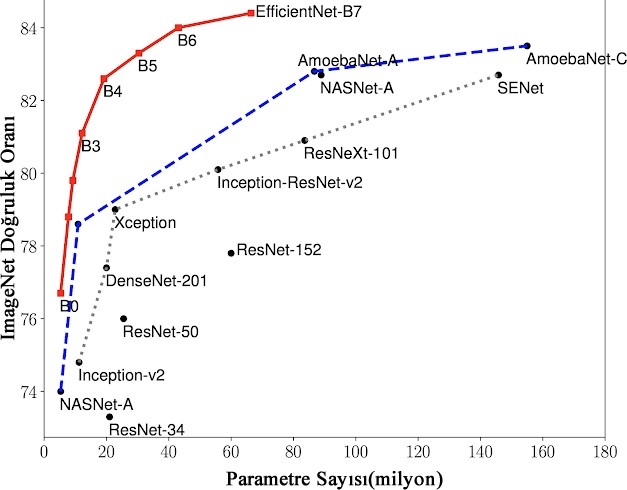 EfficientNet-B7
84
B6
AmoebaNet-A
AmoebaNet-C
B5
NASNet-A
SENet
B4
82
B3
ResNeXt-101
80
Inception-ResNet-v2
Xception
78
ResNet-152
DenseNet-201
B0
76
ResNet-50
Inception-v2
74
NASNet-A
ResNet-34
0 20 40 60 80 100 120 140 160 180
Parametre Sayısı(milyon)
ImageNet Doğruluk Oranı